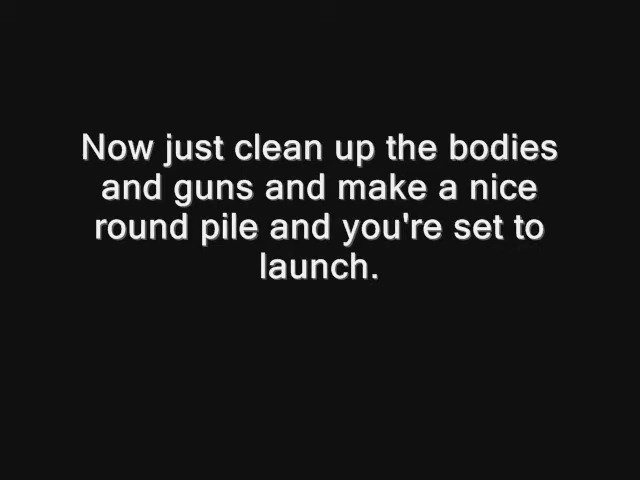 Now just clean up the bodies
and guns and make a nice
round pile and you're set to
launch.